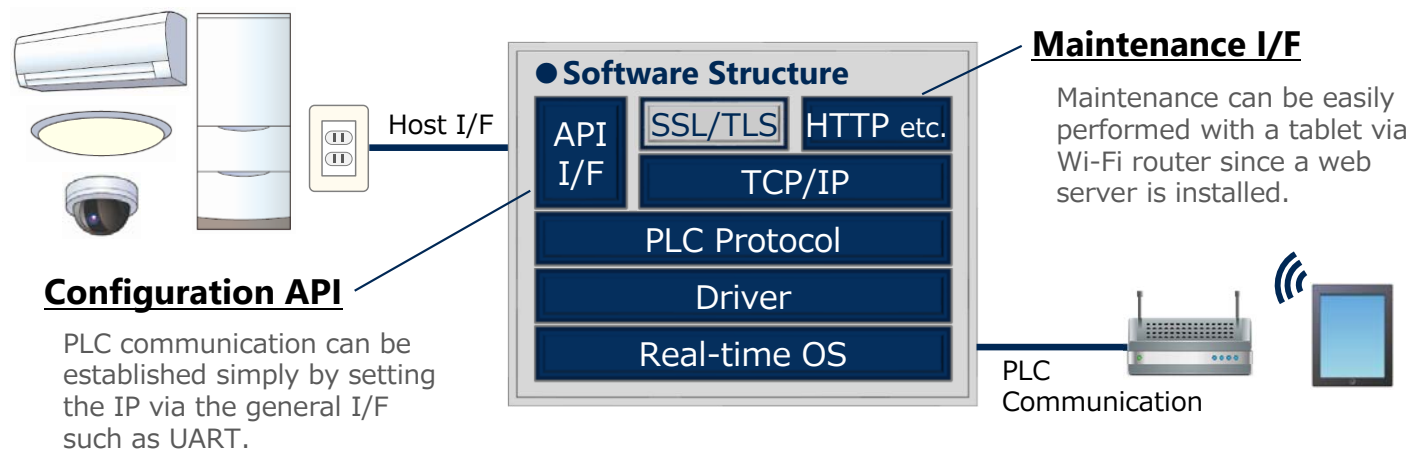 Host I/F
Configuration API
PLC communication can be
established simply by setting
the IP via the general I/F
such as UART.
● Software Structure
API
I/F
SSL/TLS
HTTP etc.
TCP/IP
PLC Protocol
Driver
Real-time OS
Maintenance I/F
Maintenance can be easily
performed with a tablet via
Wi-Fi router since a web
server is installed.
PLC
Communication